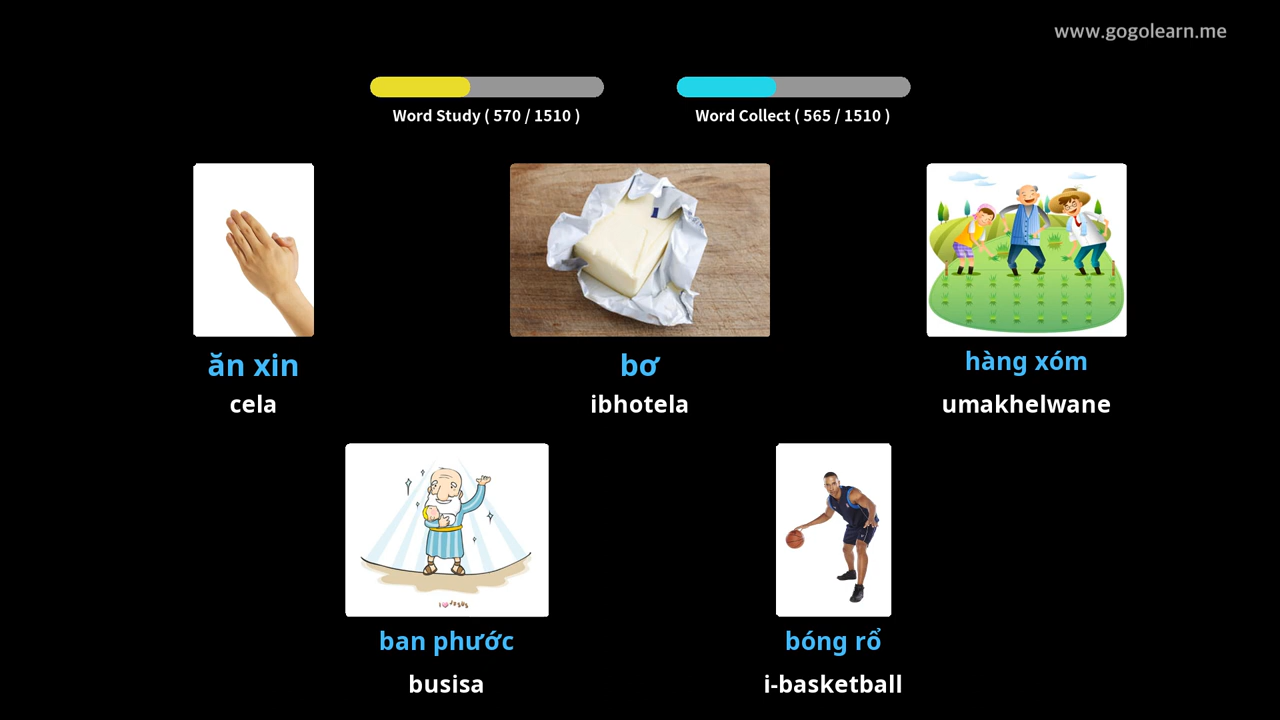 www.gogolearn.me
Word Study ( 570 / 1510 )
Word Collect ( 565 / 1510 )
ăn xin
cela
bơ
ibhotela
hàng xóm
umakhelwane
I ♥ JESUS
ban phước
busisa
bóng rổ
i-basketball